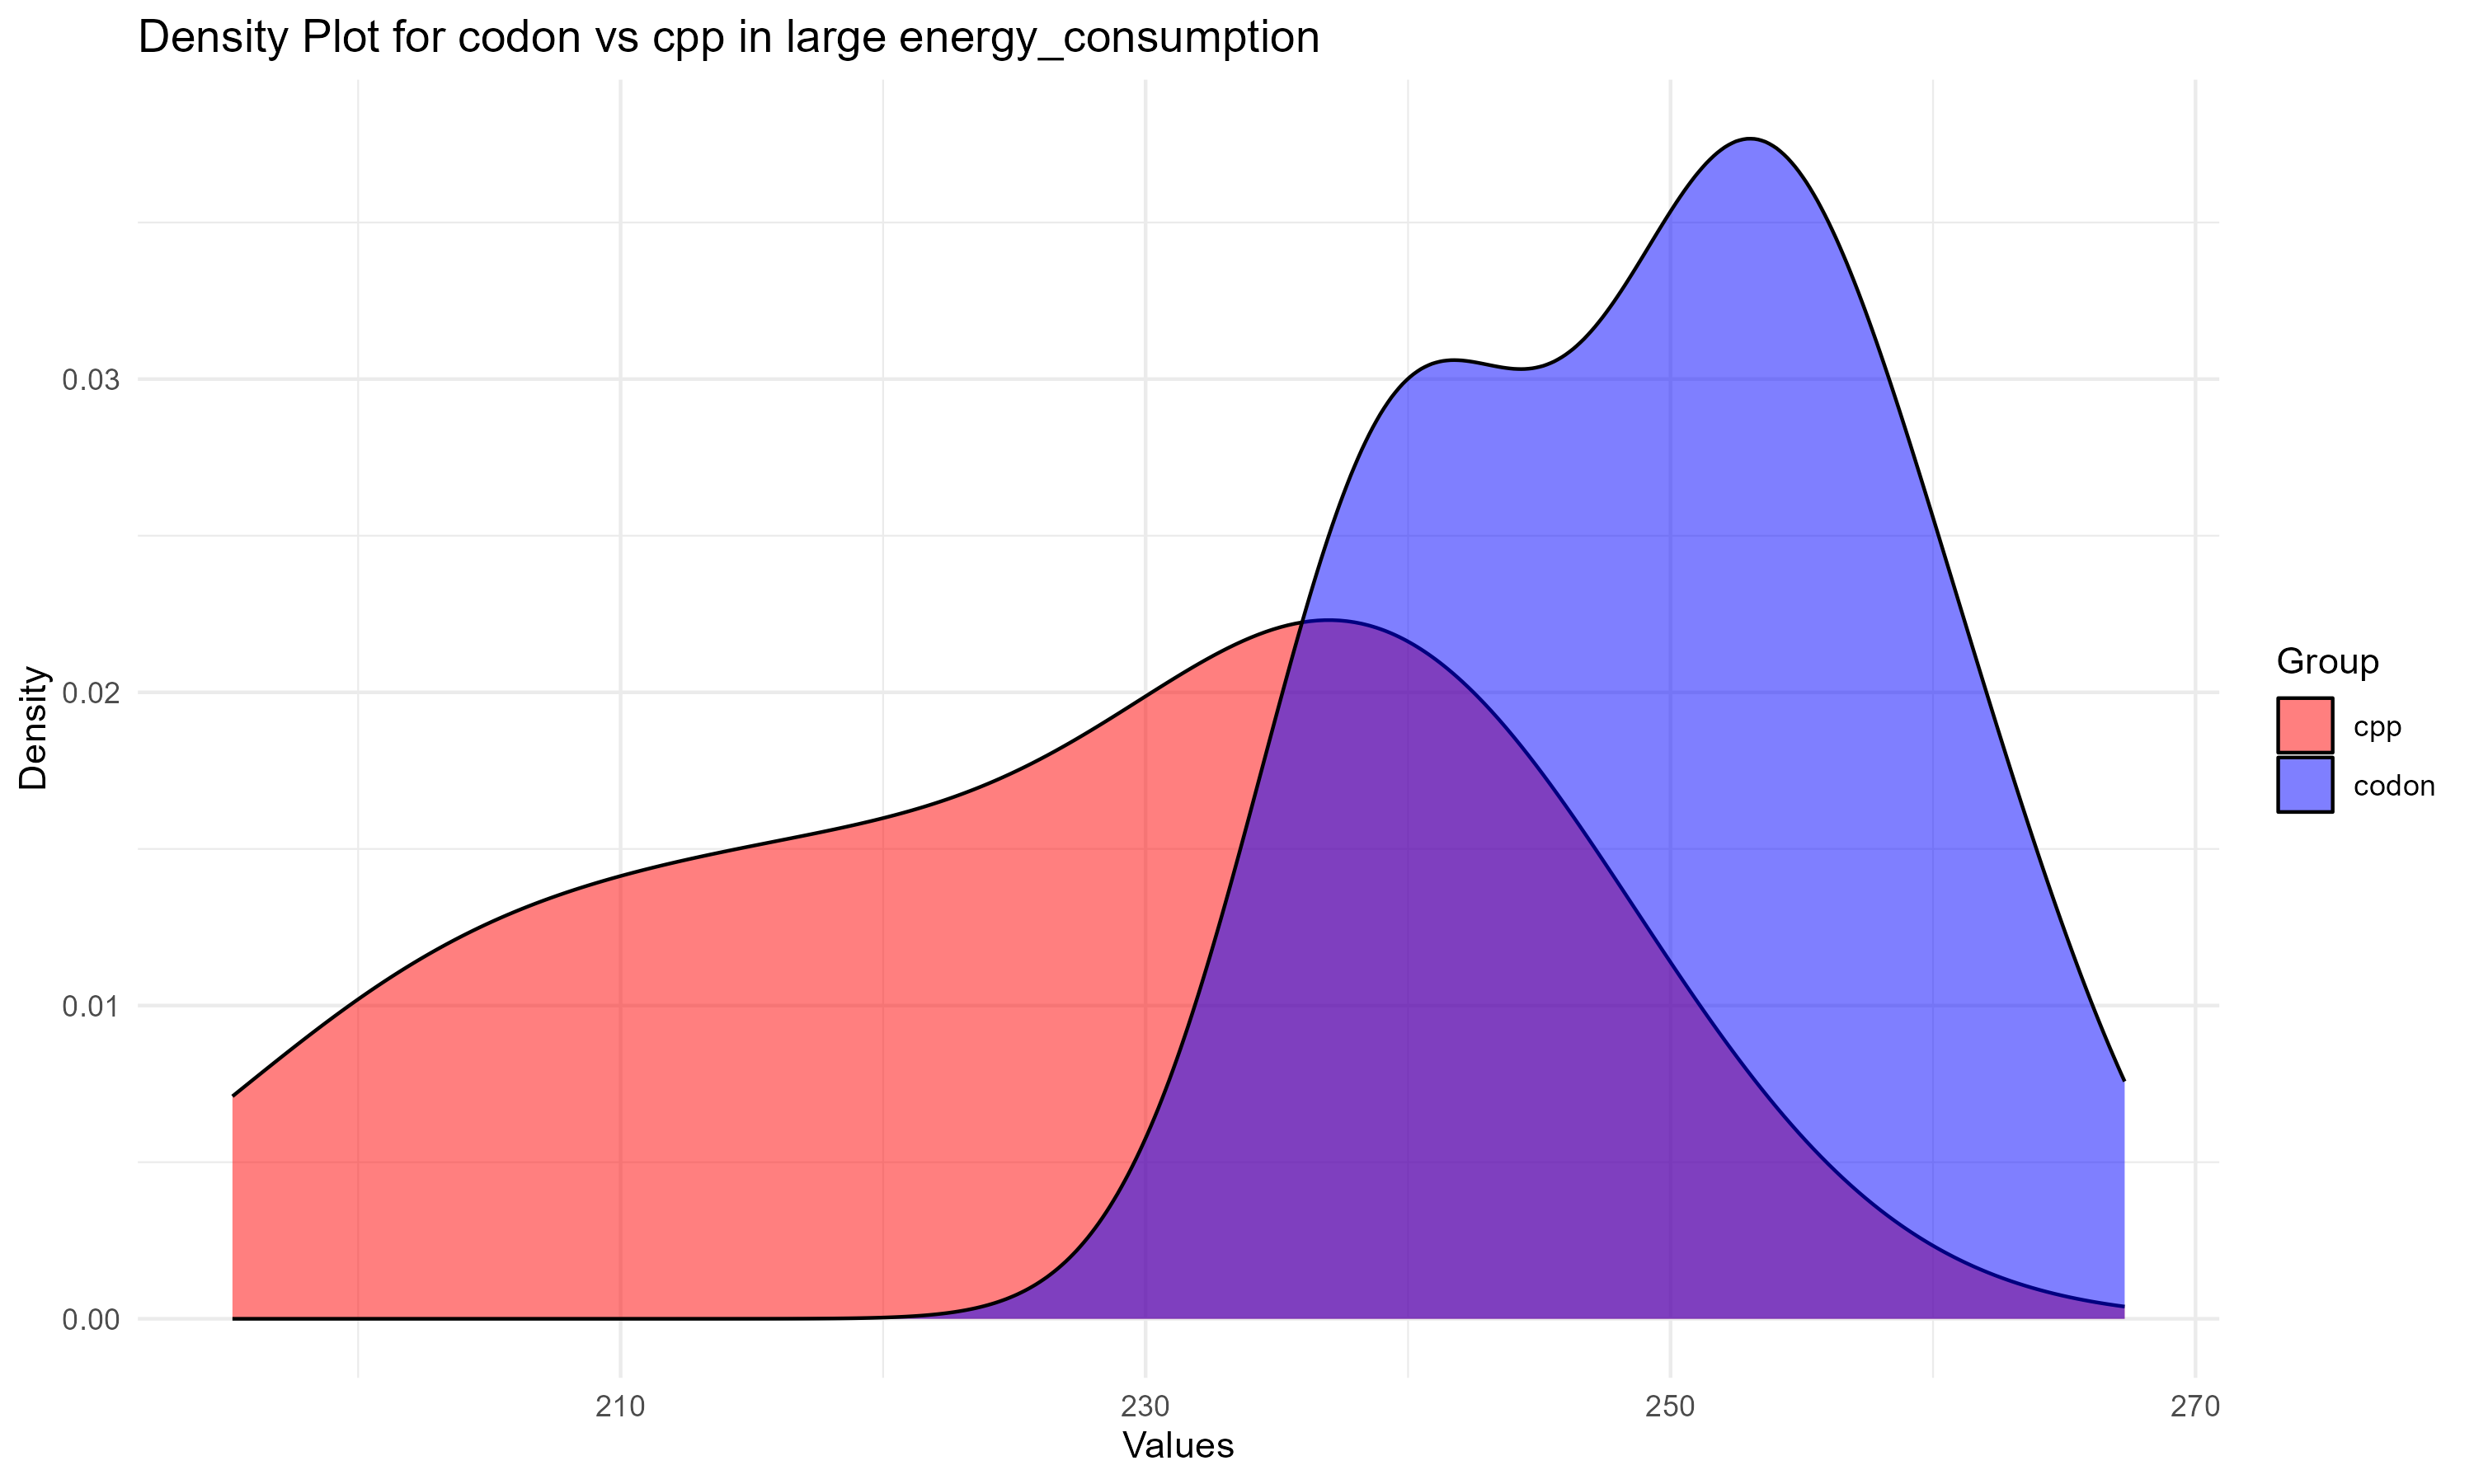 Density Plot for codon vs cpp in large energy_consumption
Density
0.03
0.02
0.01
0.00
210
230
250
270
Values
Group
cpp
codon